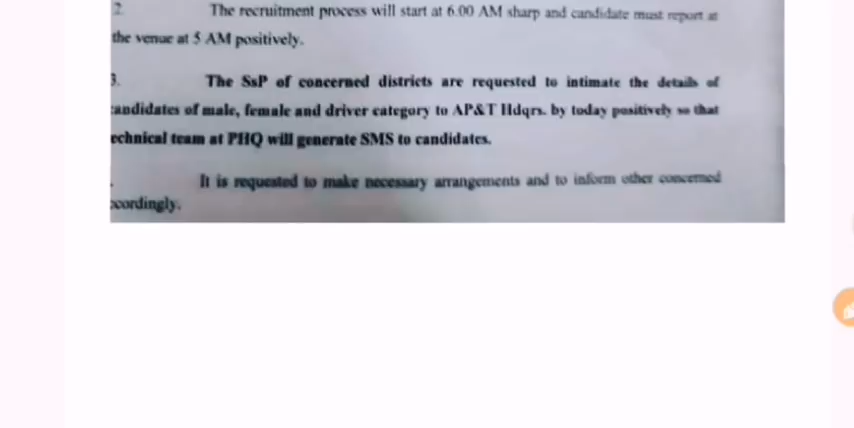 2. The recruitment process will start at 6.00 AM sharp and candidate must report at
the venue at 5 AM positively.
3. The SsP of concerned districts are requested to intimate the details of
andidates of male, female and driver category to AP&T Hdqrs. by today positively so that
echnical team at PHQ will generate SMS to candidates.
It is requested to make necessary arrangements and to inform other concerned
ccordingly.